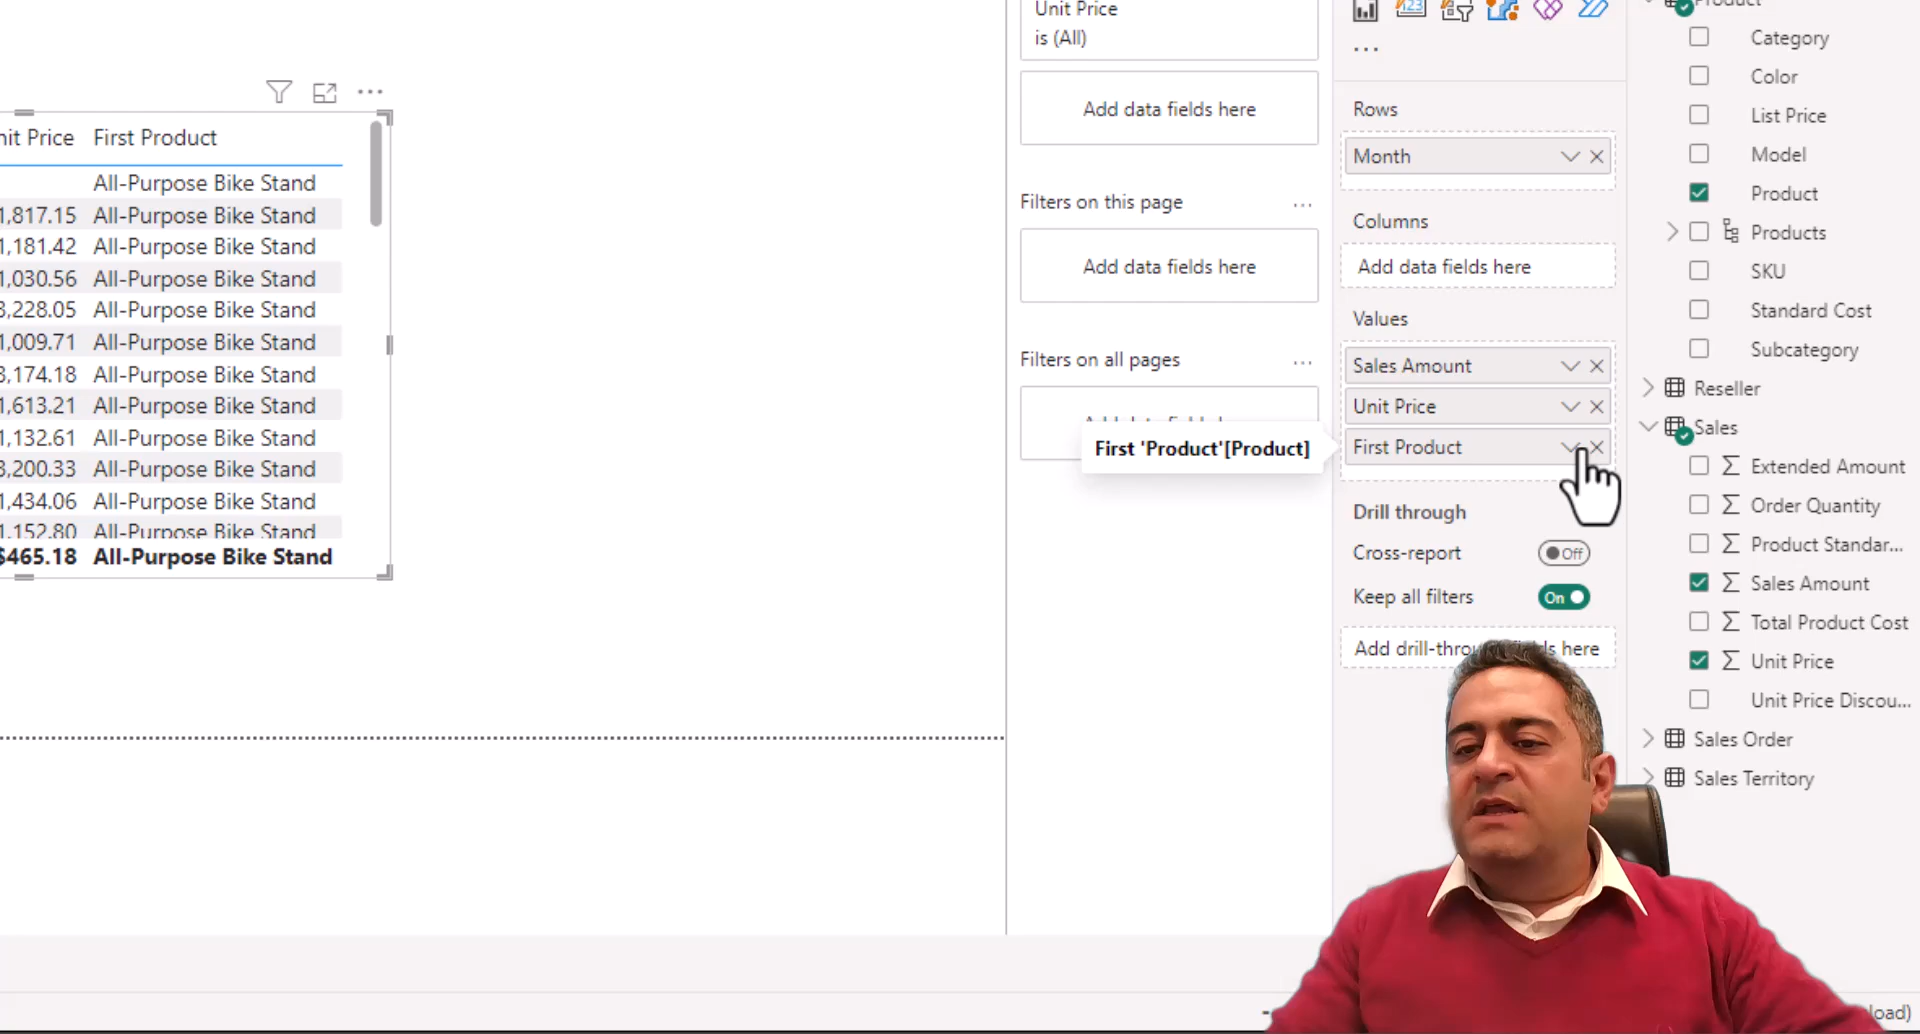 Unit Price
is (All)
Add data fields here
Filters on this page
...
Add data fields here
Filters on all pages
...
First 'Product'[Product]
Unit Price First Product
All-Purpose Bike Stand
1,817.15 All-Purpose Bike Stand
1,181.42 All-Purpose Bike Stand
1,030.56 All-Purpose Bike Stand
3,228.05 All-Purpose Bike Stand
1,009.71 All-Purpose Bike Stand
3,174.18 All-Purpose Bike Stand
1,613.21 All-Purpose Bike Stand
1,132.61 All-Purpose Bike Stand
3,200.33 All-Purpose Bike Stand
1,434.06 All-Purpose Bike Stand
1,152.80 All-Purpose Bike Stand
$465.18 All-Purpose Bike Stand
...
Rows
Month
Columns
Add data fields here
Values
Sales Amount
Unit Price
First Product
Drill through
Cross-report Off
Keep all filters On
Add drill-through fields here
Product
Category
Color
List Price
Model
Product
Products
SKU
Standard Cost
Subcategory
Reseller
Sales
Extended Amount
Order Quantity
Product Standar...
Sales Amount
Total Product Cost
Unit Price
Unit Price Discou...
Sales Order
Sales Territory